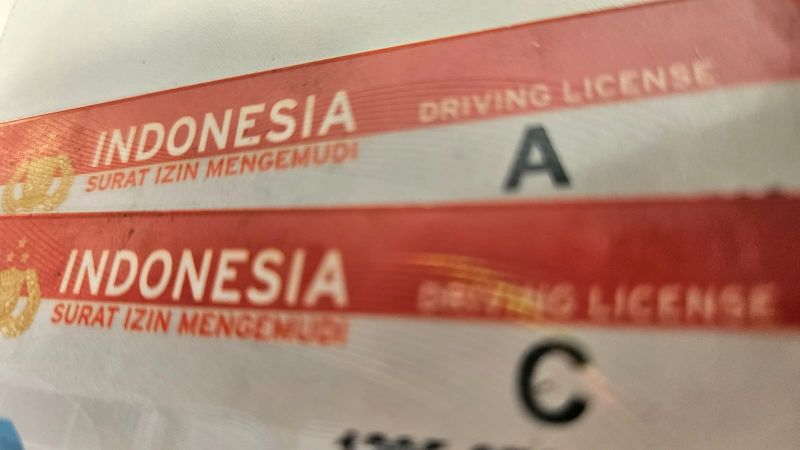 INDONESIA DRIVING LICENSE
SURAT IZIN MENGEMUDI A
INDONESIA DRIVING LICENSE
SURAT IZIN MENGEMUDI
C